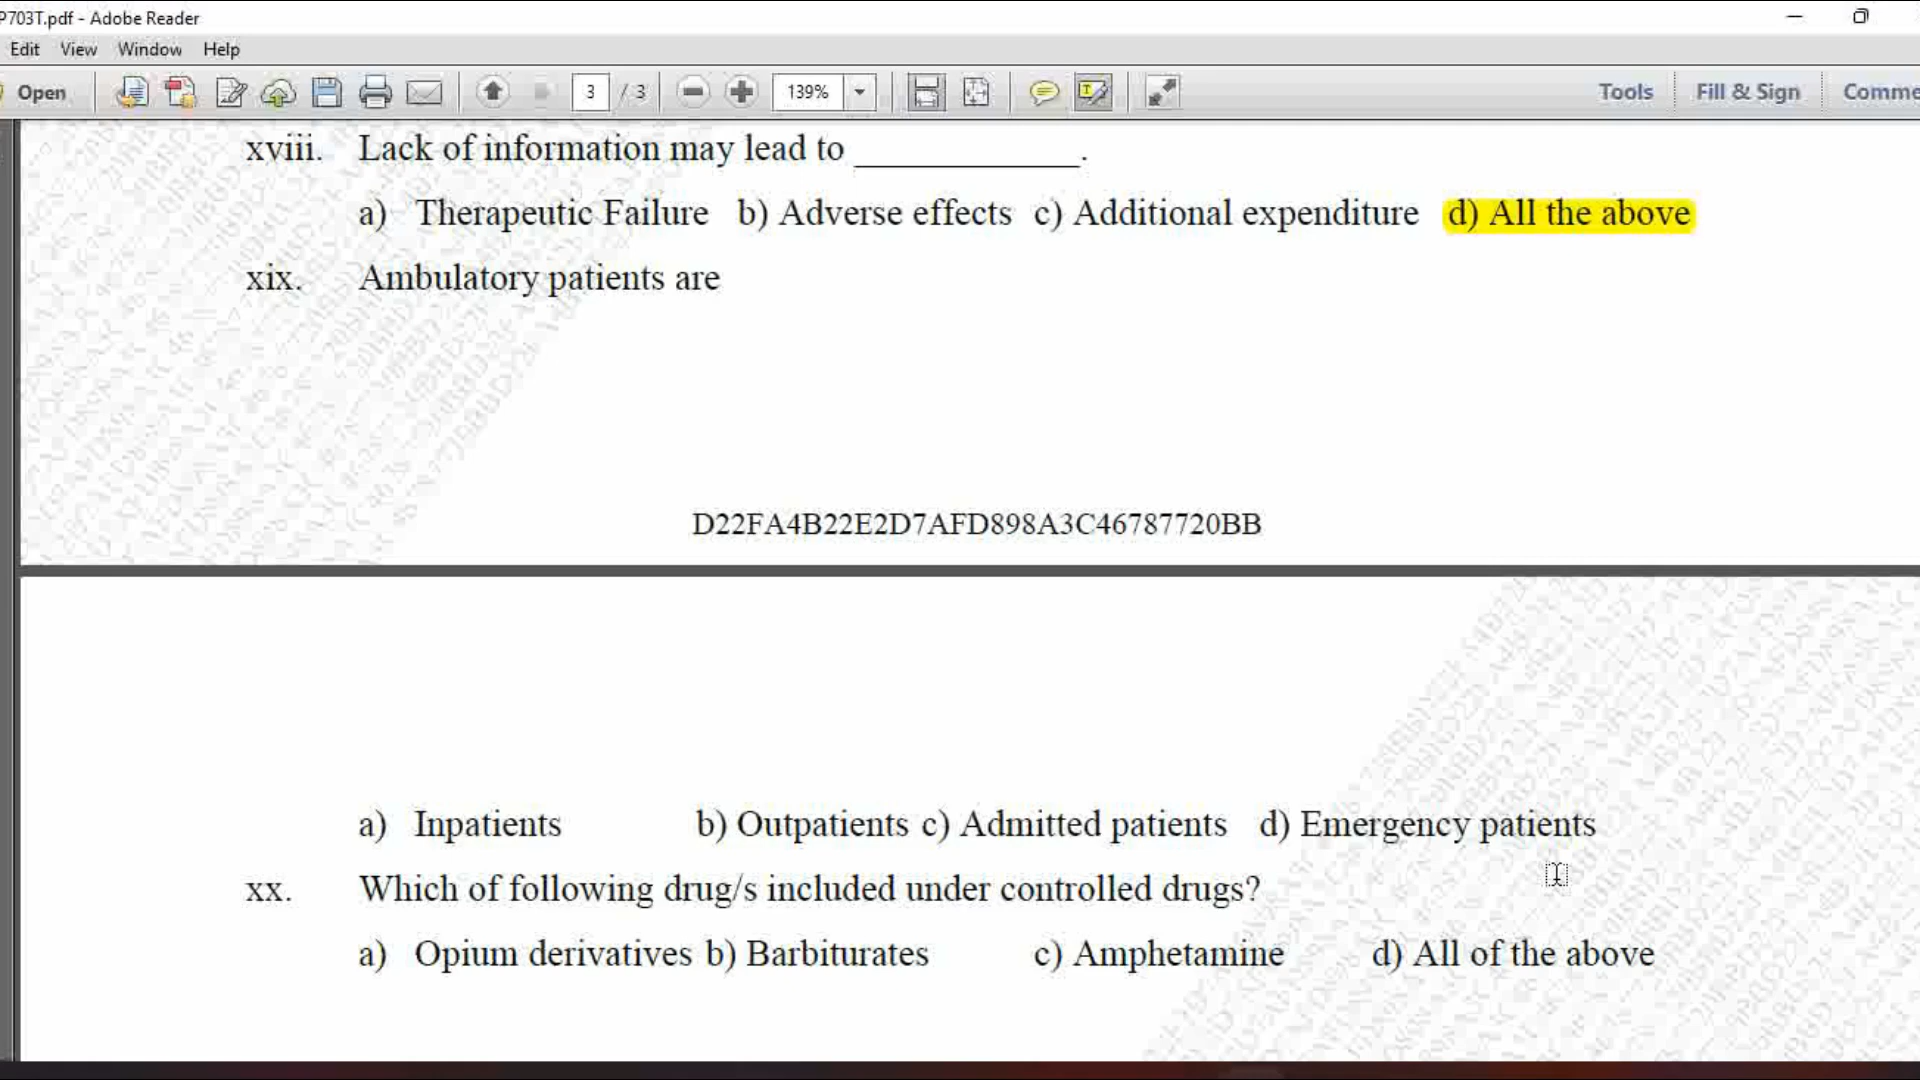 P703T.pdf - Adobe Reader
Edit View Window Help
Open 3 / 3 139% Tools Fill & Sign Comme
xviii. Lack of information may lead to ____________.
a) Therapeutic Failure b) Adverse effects c) Additional expenditure d) All the above
xix. Ambulatory patients are
D22FA4B22E2D7AFD898A3C46787720BB
a) Inpatients b) Outpatients c) Admitted patients d) Emergency patients
xx. Which of following drug/s included under controlled drugs?
a) Opium derivatives b) Barbiturates c) Amphetamine d) All of the above